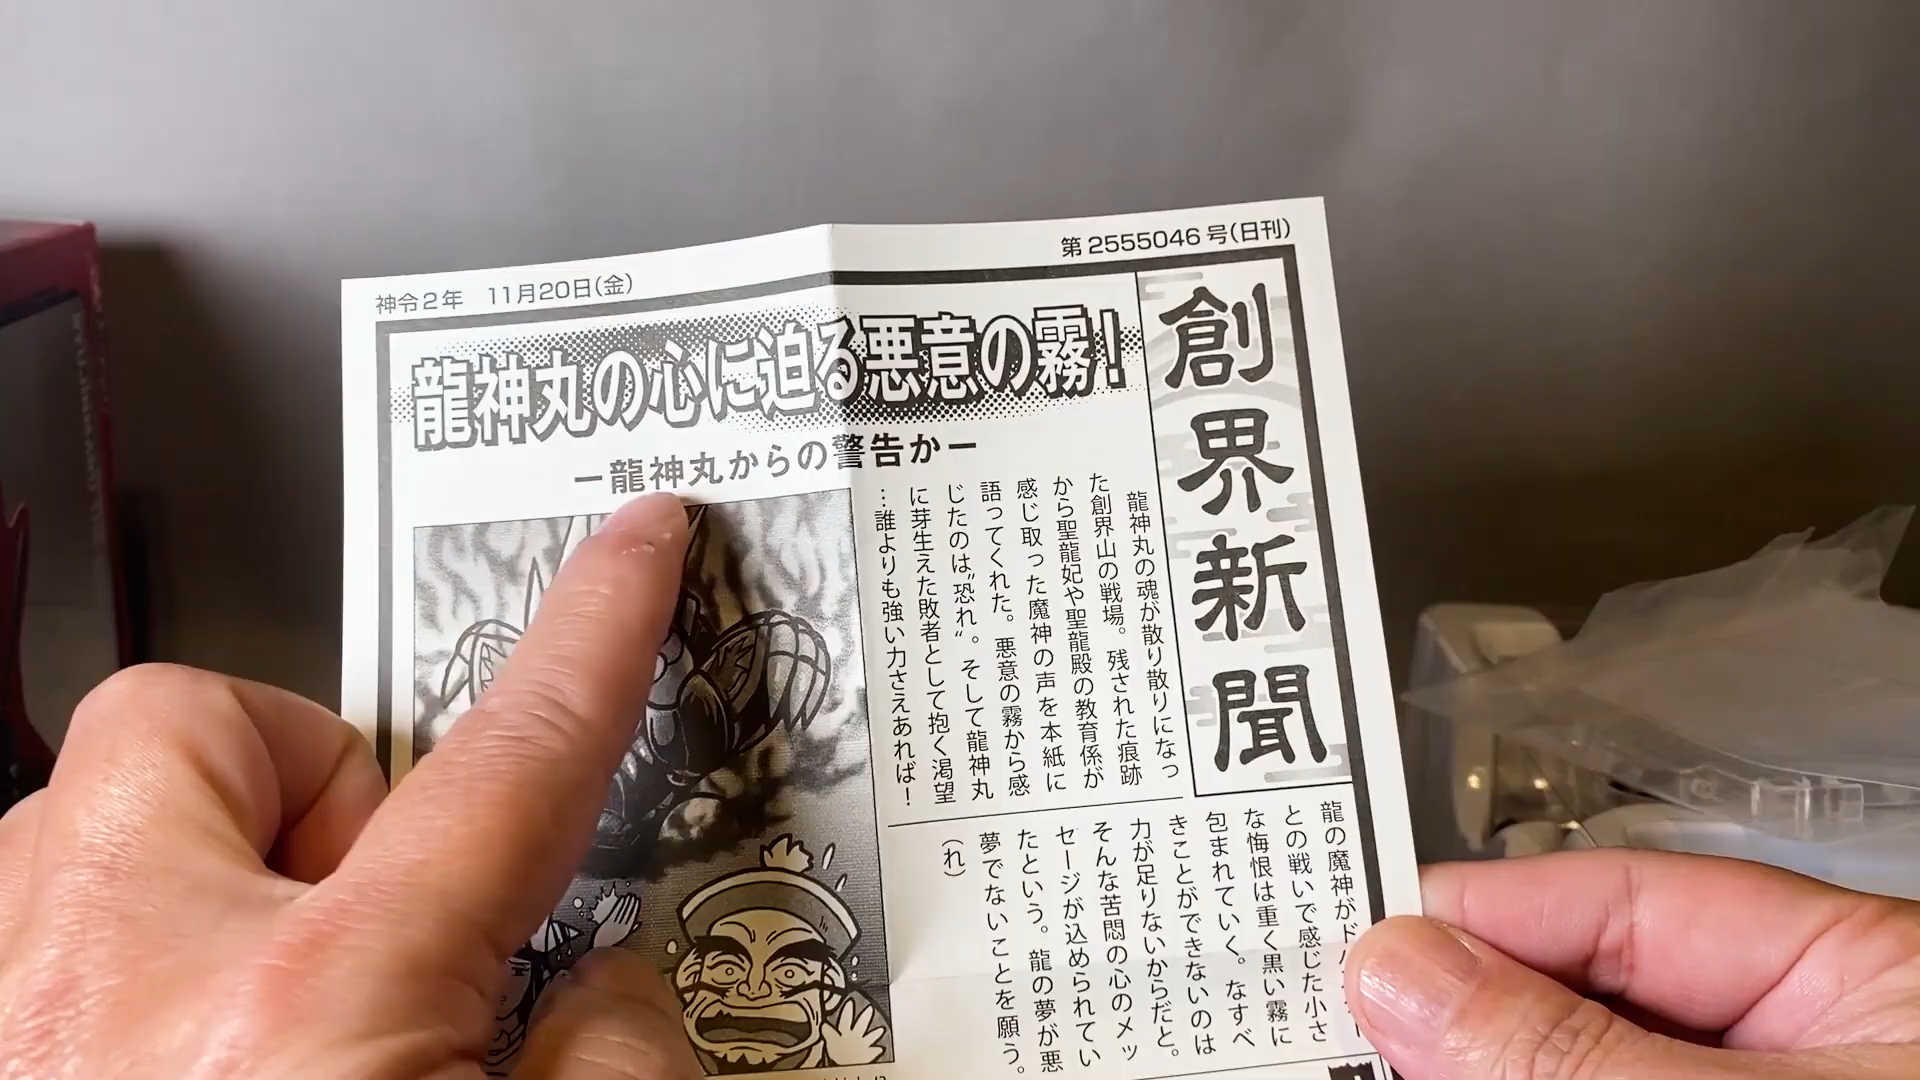 神令2年 11月20日(金)
第2555046号(日刊)
創界新聞
龍神丸の心に迫る悪意の霧!
ー龍神丸からの警告かー
龍神丸の魂が散り散りになっ
た創界山の戦場。残された痕跡
から聖龍妃や聖龍殿の教育係が
感じ取った魔神の声を本紙に
語ってくれた。悪意の霧から感
じたのは〝恐れ〟。そして龍神丸
に芽生えた敗者として抱く渇望
…誰よりも強い力さえあれば!
龍の魔神がド
との戦いで感じた小さ
な悔恨は重く黒い霧に
包まれていく。なすべ
きことができないのは
力が足りないからだと。
そんな苦悶の心のメッ
セージが込められてい
たという。龍の夢が悪
夢でないことを願う。
(れ)